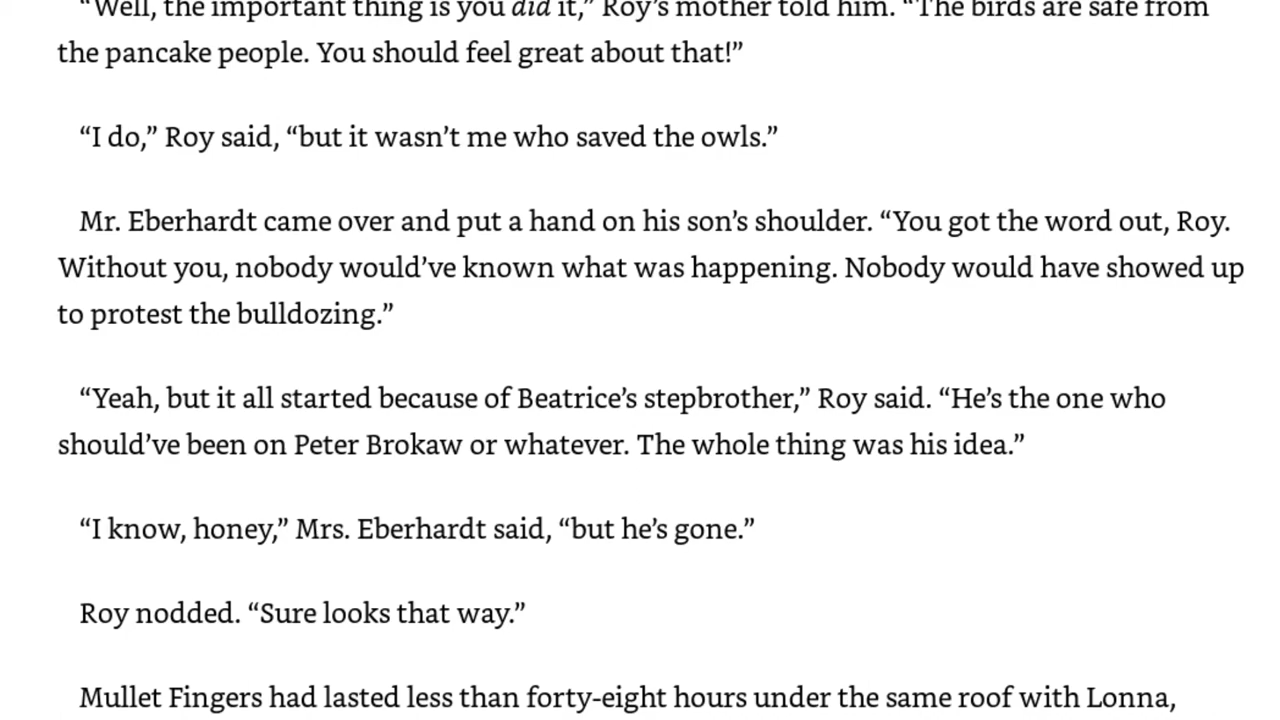 “Well, the important thing is you did it,” Roy’s mother told him. “The birds are safe from
the pancake people. You should feel great about that!”
“I do,” Roy said, “but it wasn’t me who saved the owls.”
Mr. Eberhardt came over and put a hand on his son’s shoulder. “You got the word out, Roy.
Without you, nobody would’ve known what was happening. Nobody would have showed up
to protest the bulldozing.”
“Yeah, but it all started because of Beatrice’s stepbrother,” Roy said. “He’s the one who
should’ve been on Peter Brokaw or whatever. The whole thing was his idea.”
“I know, honey,” Mrs. Eberhardt said, “but he’s gone.”
Roy nodded. “Sure looks that way.”
Mullet Fingers had lasted less than forty-eight hours under the same roof with Lonna,